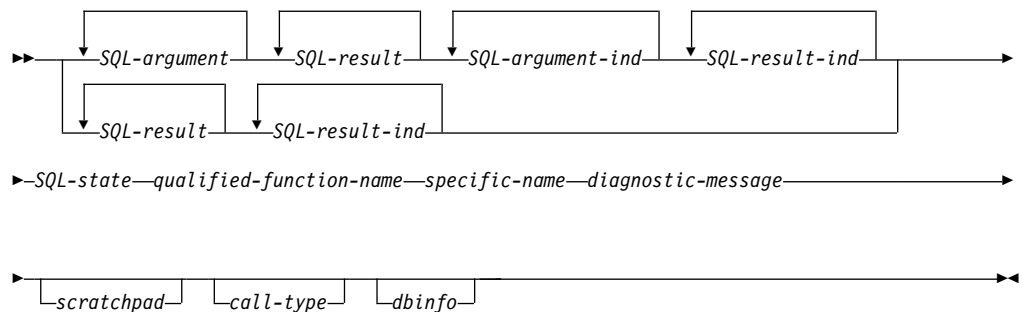 SQL-argument SQL-result SQL-argument-ind SQL-result-ind
SQL-result SQL-result-ind
SQL-state qualified-function-name specific-name diagnostic-message
scratchpad call-type dbinfo